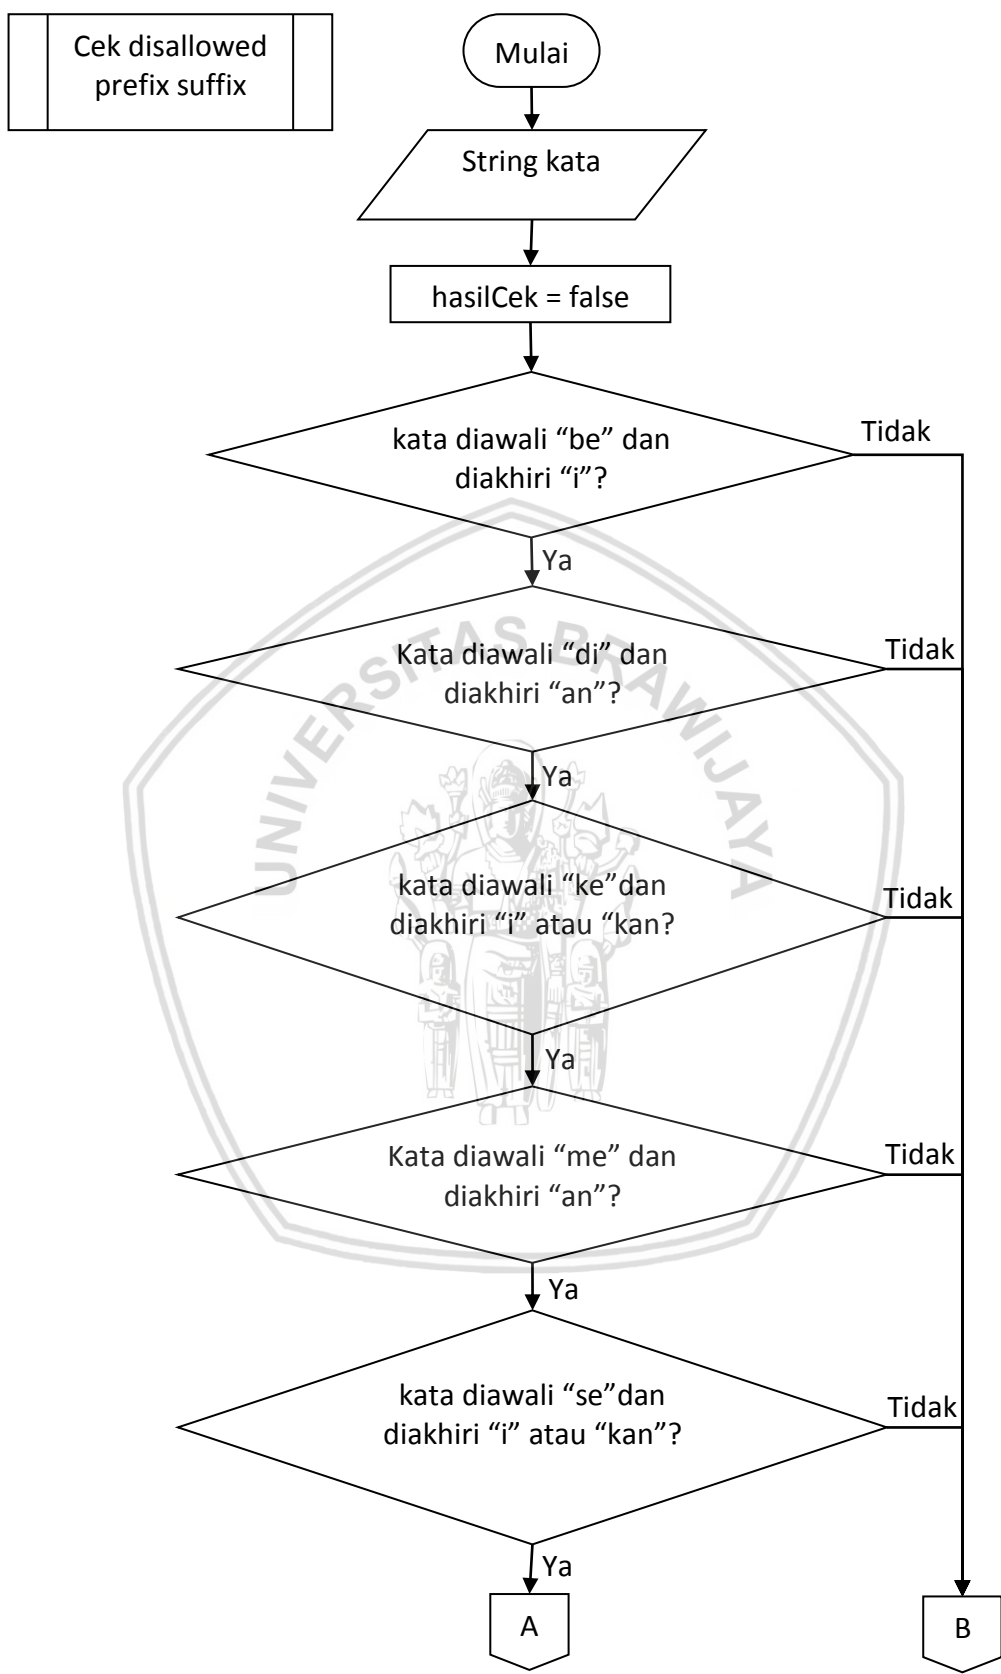 Cek disallowed
prefix suffix
Mulai
String kata
hasilCek = false
kata diawali “be” dan
diakhiri “i”?
Tidak
Ya
Kata diawali “di” dan
diakhiri “an”?
Tidak
Ya
kata diawali “ke”dan
diakhiri “i” atau “kan?
Tidak
Ya
Kata diawali “me” dan
diakhiri “an”?
Tidak
Ya
kata diawali “se”dan
diakhiri “i” atau “kan”?
Tidak
Ya
A
B
UNIVERSITAS BRAWIJAYA